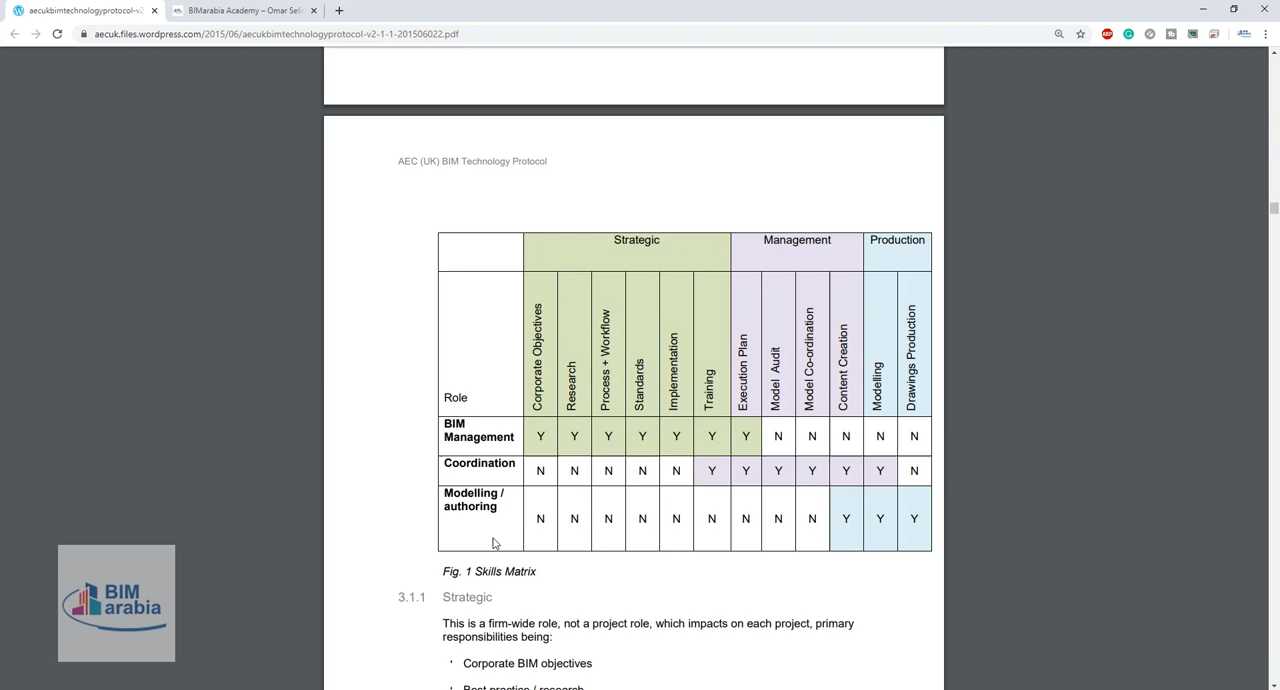 aecukbimtechnologyprotocol-v2
BIMarabia Academy – Omar Seli
aecuk.files.wordpress.com/2015/06/aecukbimtechnologyprotocol-v2-1-1-201506022.pdf
ABP
AEC (UK) BIM Technology Protocol
Strategic Management Production
Role Corporate Objectives Research Process + Workflow Standards Implementation Training Execution Plan Model Audit Model Co-ordination Content Creation Modelling Drawings Production
BIM
Management Y Y Y Y Y Y Y N N N N N
Coordination N N N N N Y Y Y Y Y Y N
Modelling /
authoring N N N N N N N N N Y Y Y
Fig. 1 Skills Matrix
3.1.1 Strategic
This is a firm-wide role, not a project role, which impacts on each project, primary
responsibilities being:
· Corporate BIM objectives
· Best practice / research
BIM
arabia